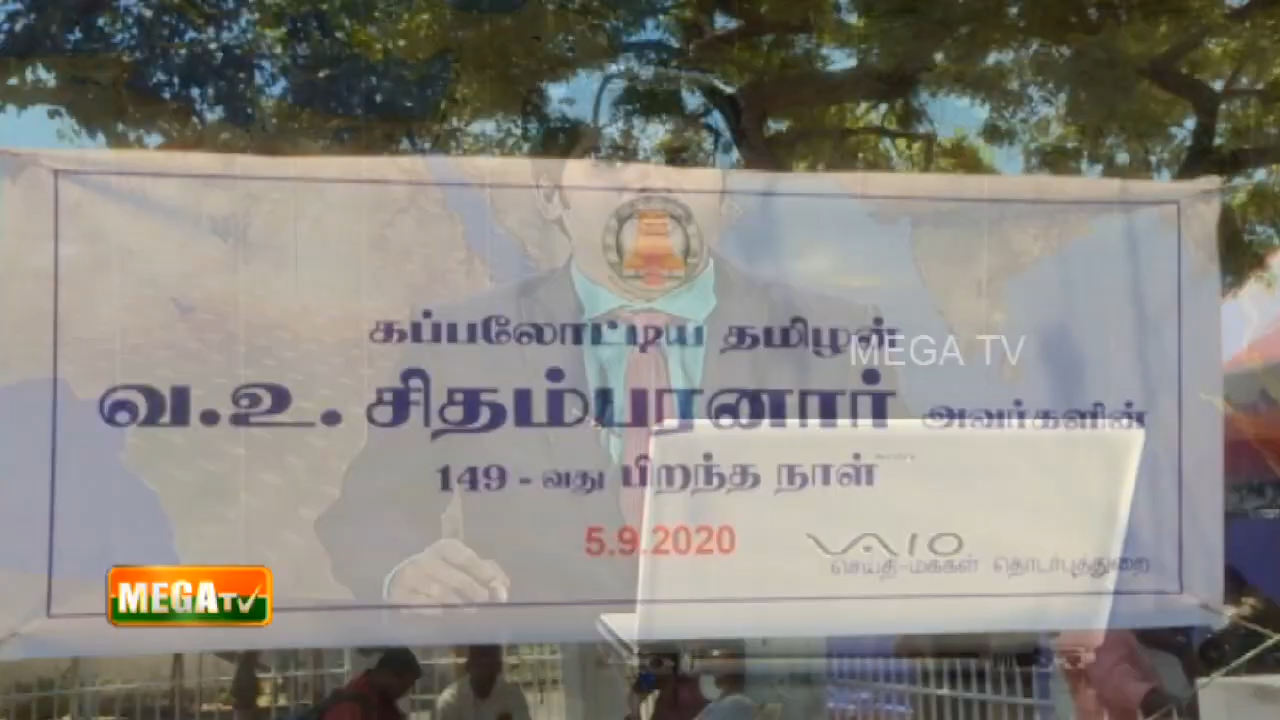 கப்பலோட்டிய தமிழன்
MEGA TV
வ.உ. சிதம்பரனார் அவர்களின்
149 - வது பிறந்த நாள்
5.9.2020
VAIO
செய்தி-மக்கள் தொடர்புத்துறை
MEGA TV